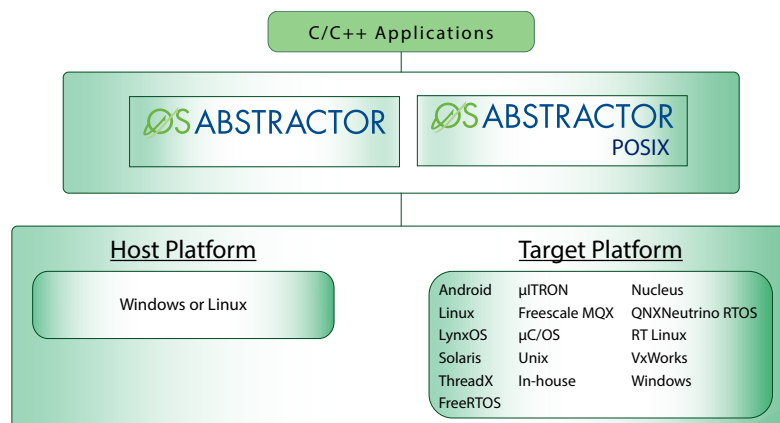 C/C++ Applications
OS ABSTRACTOR
OS ABSTRACTOR
POSIX
Host Platform
Windows or Linux
Target Platform
Android µITRON Nucleus
Linux Freescale MQX QNXNeutrino RTOS
LynxOS µC/OS RT Linux
Solaris Unix VxWorks
ThreadX In-house Windows
FreeRTOS